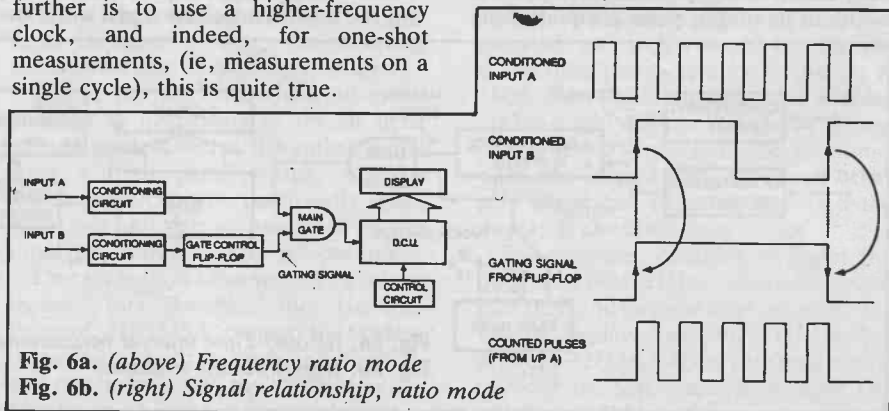 further is to use a higher-frequency
clock, and indeed, for one-shot
measurements, (ie, measurements on a
single cycle), this is quite true.
INPUT A
CONDITIONING
CIRCUIT
INPUT B
CONDITIONING
CIRCUIT
GATE CONTROL
FLIP-FLOP
MAIN
GATE
GATING SIGNAL
DISPLAY
D.C.U.
CONTROL
CIRCUIT
Fig. 6a. (above) Frequency ratio mode
Fig. 6b. (right) Signal relationship, ratio mode
CONDITIONED
INPUT A
CONDITIONED
INPUT B
GATING SIGNAL
FROM FLIP-FLOP
COUNTED PULSES
(FROM I/P A)